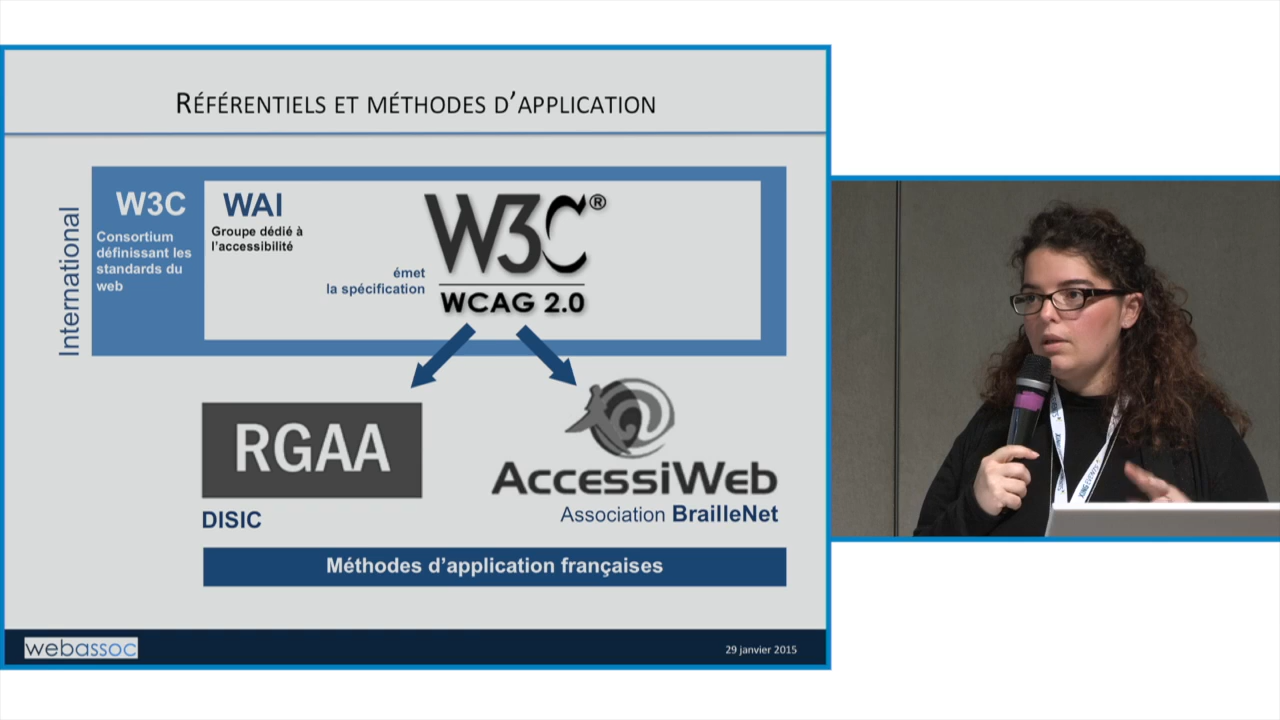 RÉFÉRENTIELS ET MÉTHODES D'APPLICATION
International
W3C
Consortium
définissant les
standards du
web
WAI
Groupe dédié à
l'accessibilité
émet
la spécification
W3C®
WCAG 2.0
RGAA
DISIC
AccessiWeb
Association BrailleNet
Méthodes d'application françaises
webassoc
29 janvier 2015